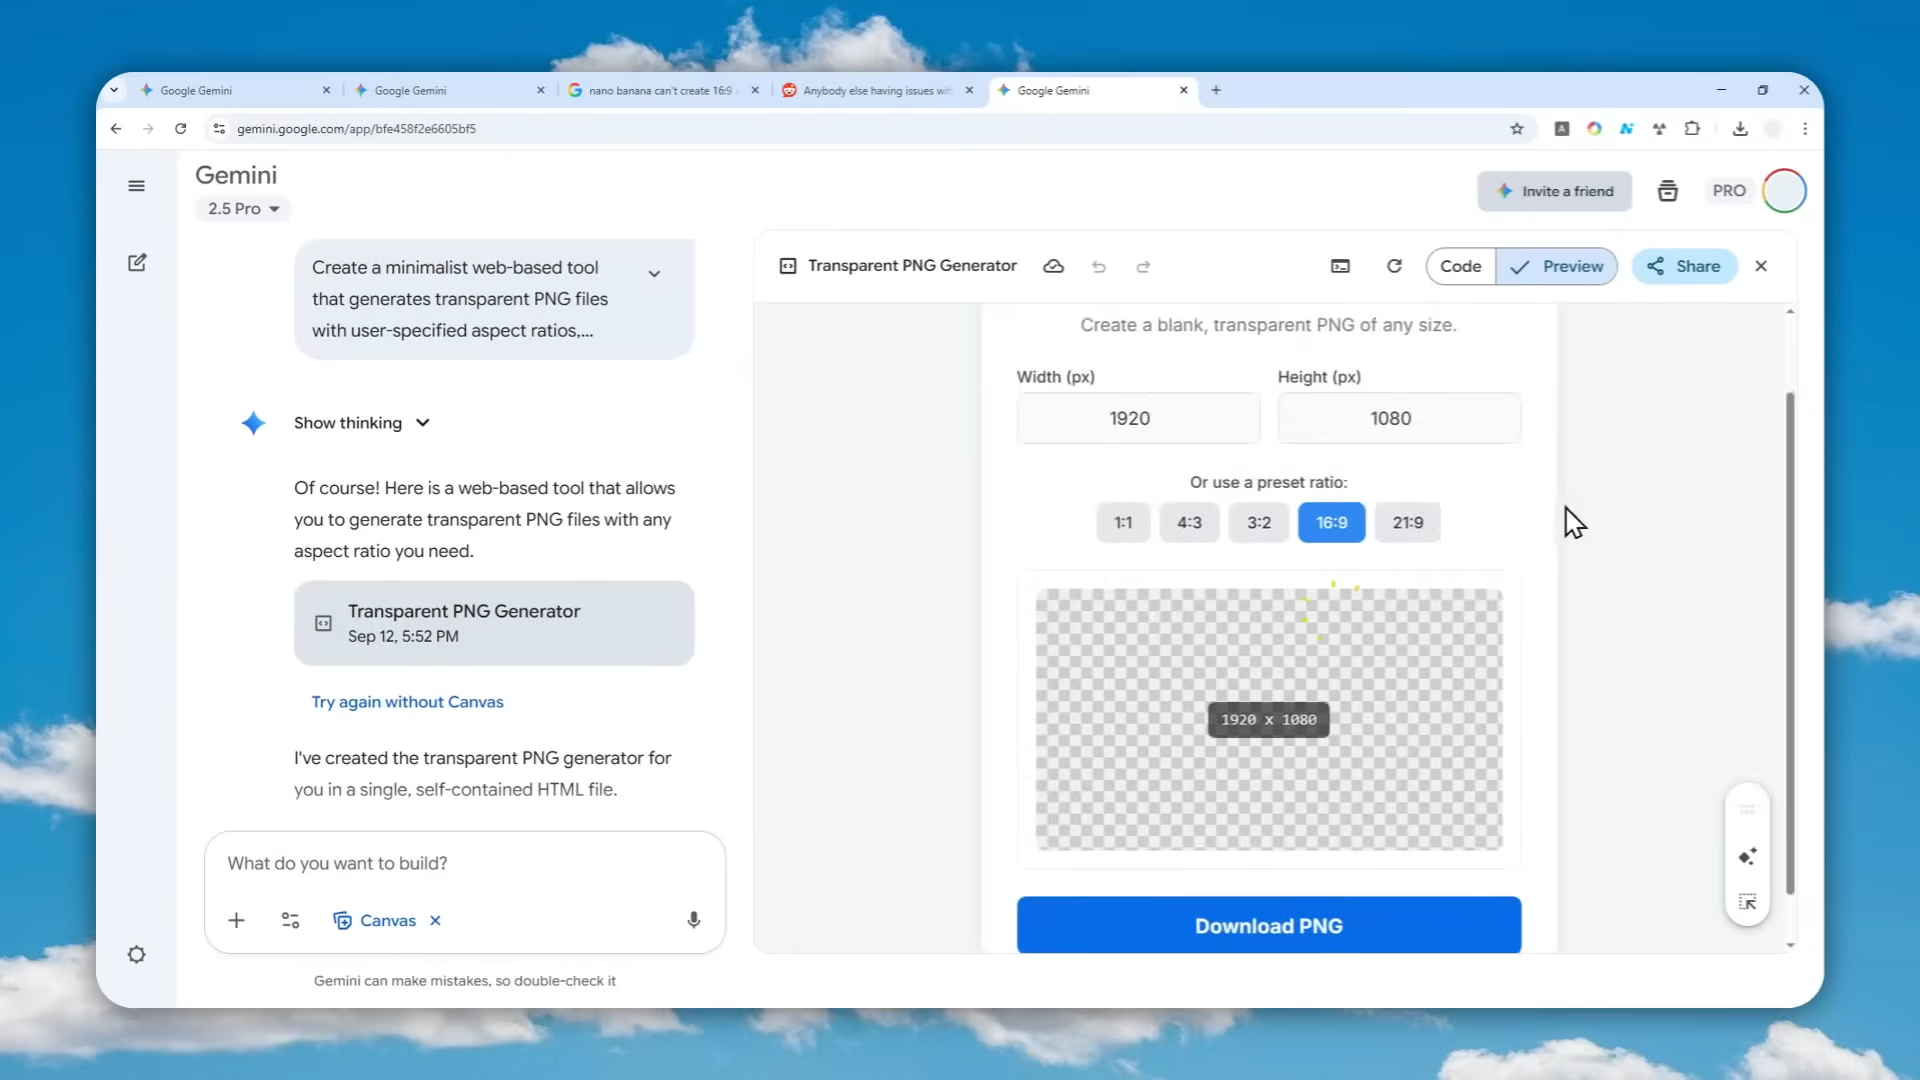 Google Gemini
Google Gemini
nano banana can't create 16:9
Anybody else having issues wit
Google Gemini
gemini.google.com/app/bfe458f2e6605bf5
Gemini
2.5 Pro
Invite a friend
PRO
Create a minimalist web-based tool
that generates transparent PNG files
with user-specified aspect ratios,...
Show thinking
Of course! Here is a web-based tool that allows
you to generate transparent PNG files with any
aspect ratio you need.
Transparent PNG Generator
Sep 12, 5:52 PM
Try again without Canvas
I've created the transparent PNG generator for
you in a single, self-contained HTML file.
What do you want to build?
Canvas
Gemini can make mistakes, so double-check it
Transparent PNG Generator
Code
Preview
Share
Create a blank, transparent PNG of any size.
Width (px)
Height (px)
1920
1080
Or use a preset ratio:
1:1
4:3
3:2
16:9
21:9
1920 x 1080
Download PNG